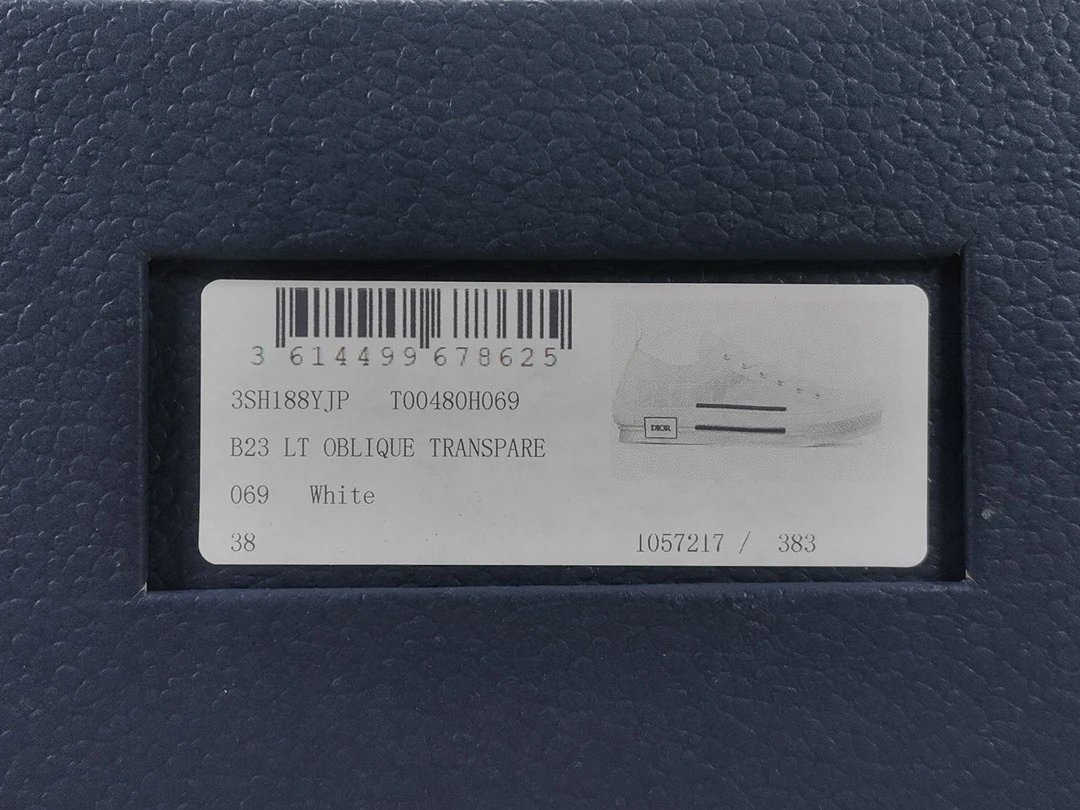 3 614499 678625
3SH188YJP T00480H069
B23 LT OBLIQUE TRANSPARE
DIOR
069 White
38 1057217 / 383